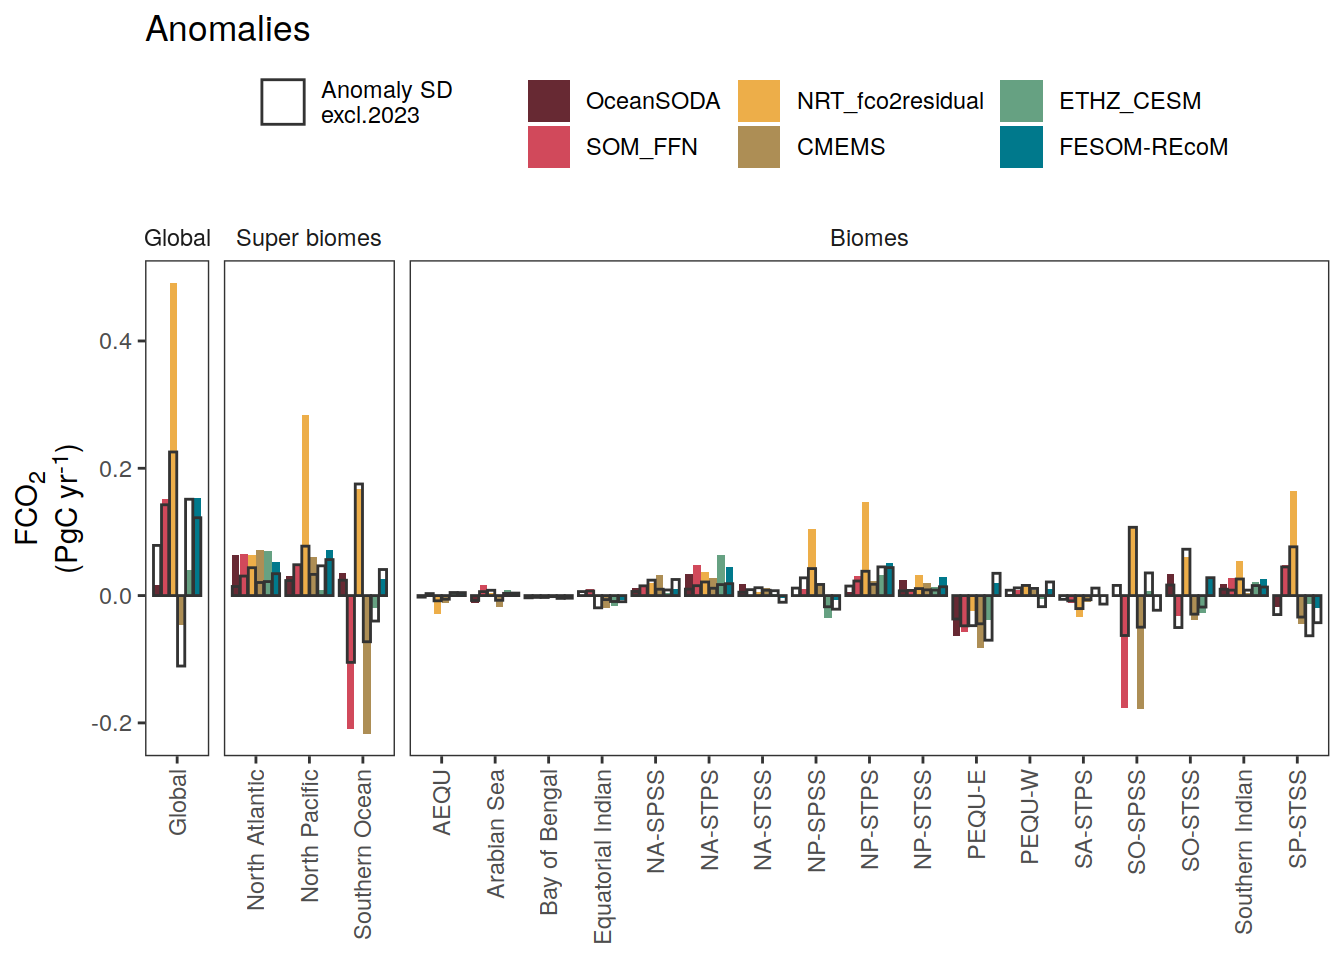 Anomalies
Anomaly SD
excl.2023
OceanSODA
NRT_fco2residual
ETHZ_CESM
SOM_FFN
CMEMS
FESOM-REcoM
Global
Super biomes
Biomes
FCO₂
(PgC yr⁻¹)
0.4
0.2
0.0
-0.2
Global
North Atlantic
North Pacific
Southern Ocean
AEQU
Arabian Sea
Bay of Bengal
Equatorial Indian
NA-SPSS
NA-STPS
NA-STSS
NP-SPSS
NP-STPS
NP-STSS
PEQU-E
PEQU-W
SA-STPS
SO-SPSS
SO-STSS
Southern Indian
SP-STSS